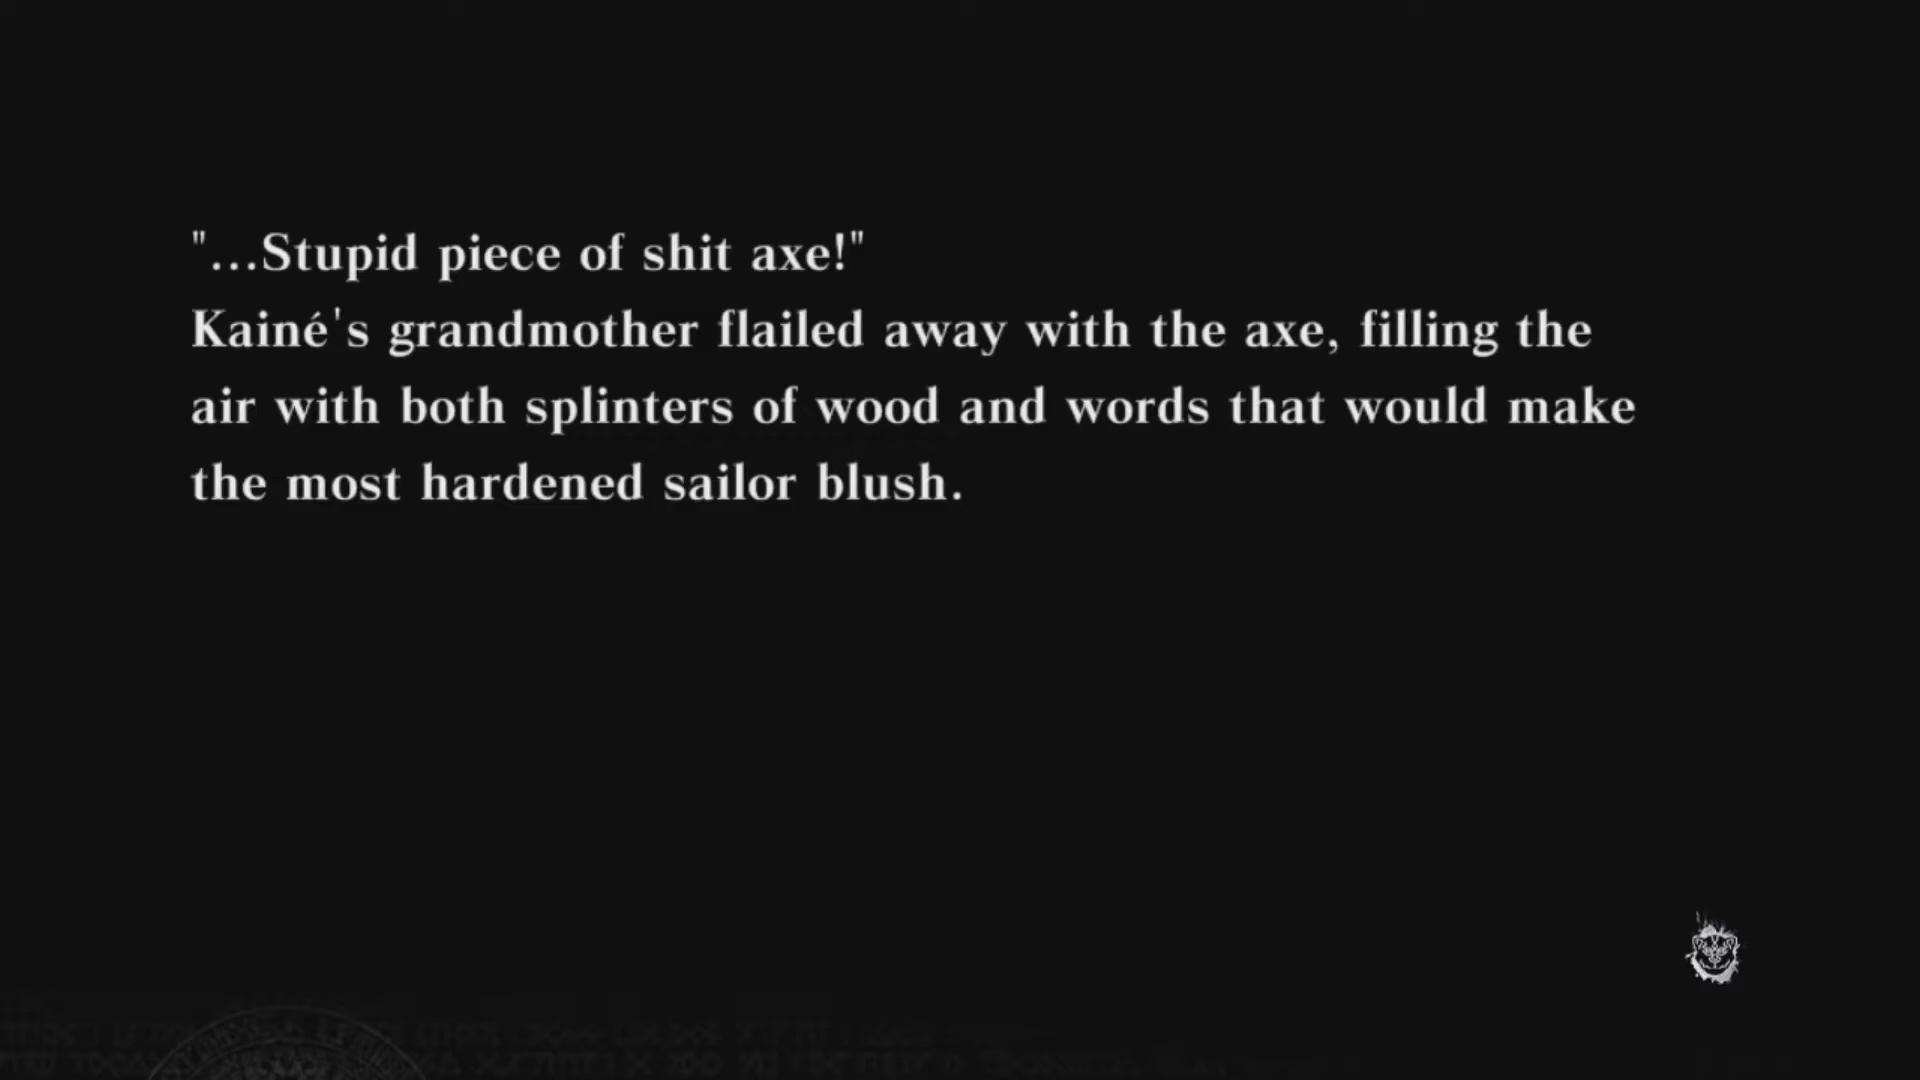 "...Stupid piece of shit axe!"
Kainé's grandmother flailed away with the axe, filling the
air with both splinters of wood and words that would make
the most hardened sailor blush.